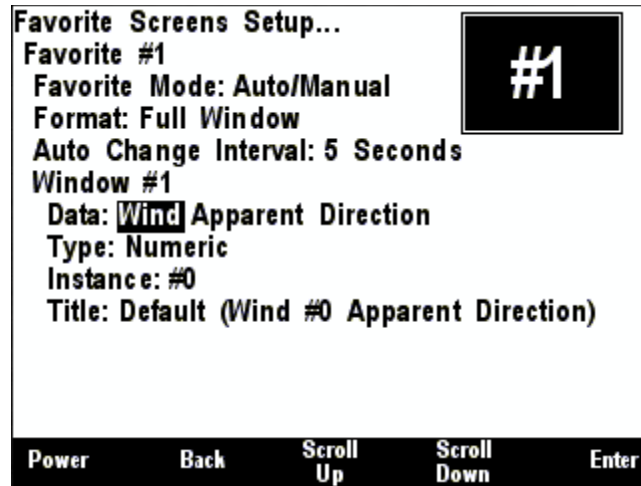 Favorite Screens Setup...
Favorite #1
#1
Favorite Mode: Auto/Manual
Format: Full Window
Auto Change Interval: 5 Seconds
Window #1
Data: Wind Apparent Direction
Type: Numeric
Instance: #0
Title: Default (Wind #0 Apparent Direction)
Power Back Scroll Up Scroll Down Enter